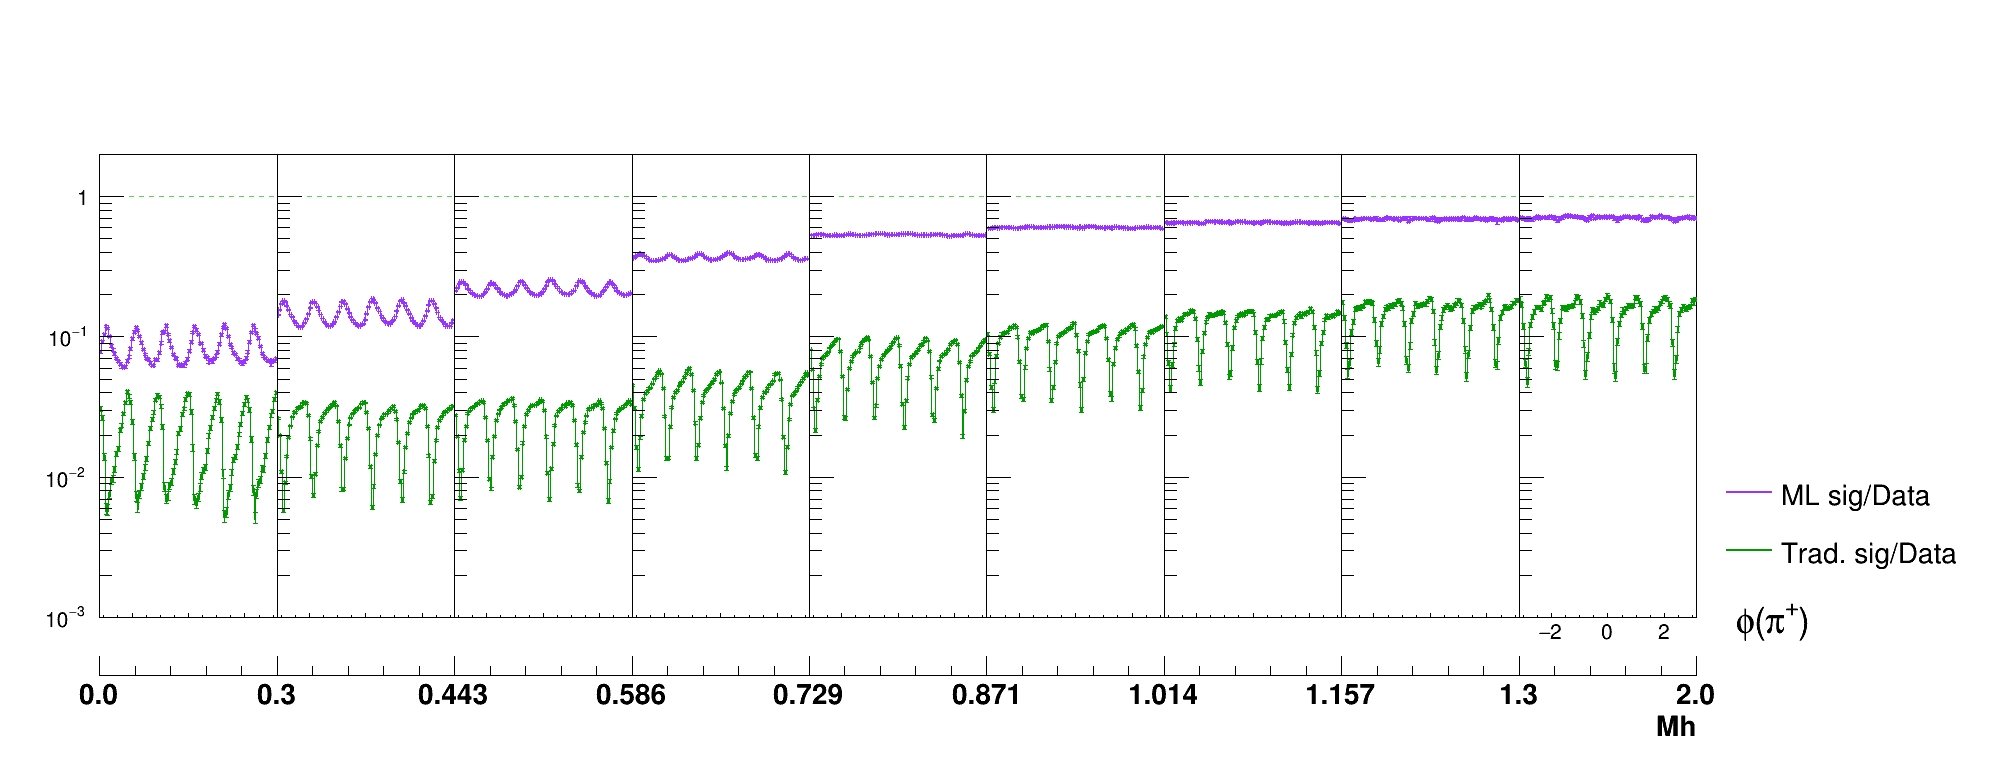 1
10⁻¹
10⁻²
10⁻³
ML sig/Data
Trad. sig/Data
−2 0 2
ϕ(π⁺)
0.0 0.3 0.443 0.586 0.729 0.871 1.014 1.157 1.3 2.0
Mh